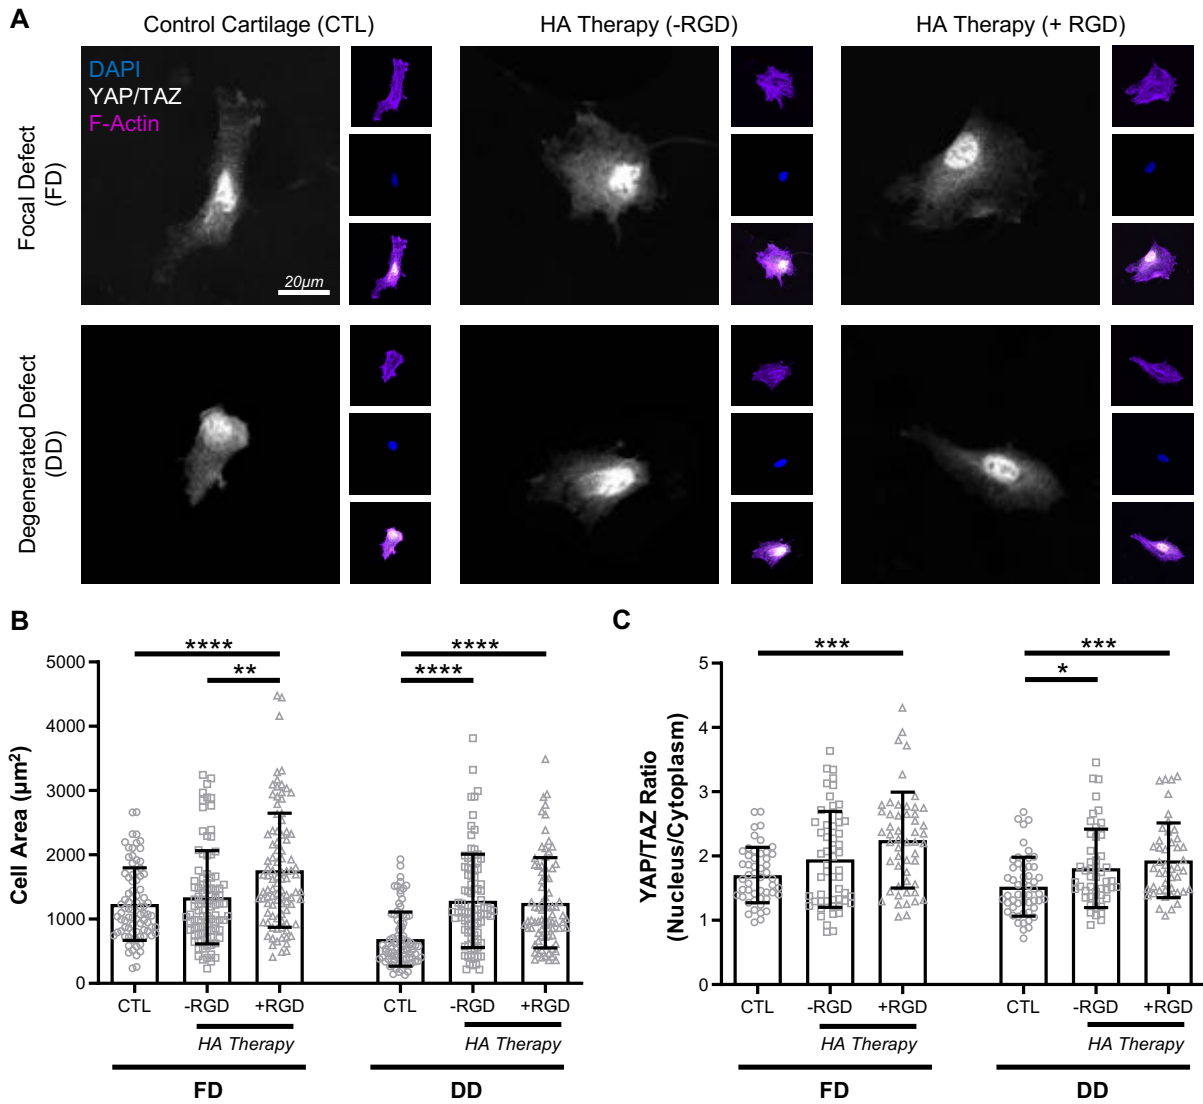 A
Control Cartilage (CTL)
HA Therapy (-RGD)
HA Therapy (+ RGD)
Focal Defect
(FD)
DAPI
YAP/TAZ
F-Actin
20µm
Degenerated Defect
(DD)
B
****
**
****
****
Cell Area (µm²)
5000
4000
3000
2000
1000
0
CTL
-RGD
+RGD
CTL
-RGD
+RGD
HA Therapy
HA Therapy
FD
DD
C
***
***
*
YAP/TAZ Ratio
(Nucleus/Cytoplasm)
5
4
3
2
1
0
CTL
-RGD
+RGD
CTL
-RGD
+RGD
HA Therapy
HA Therapy
FD
DD